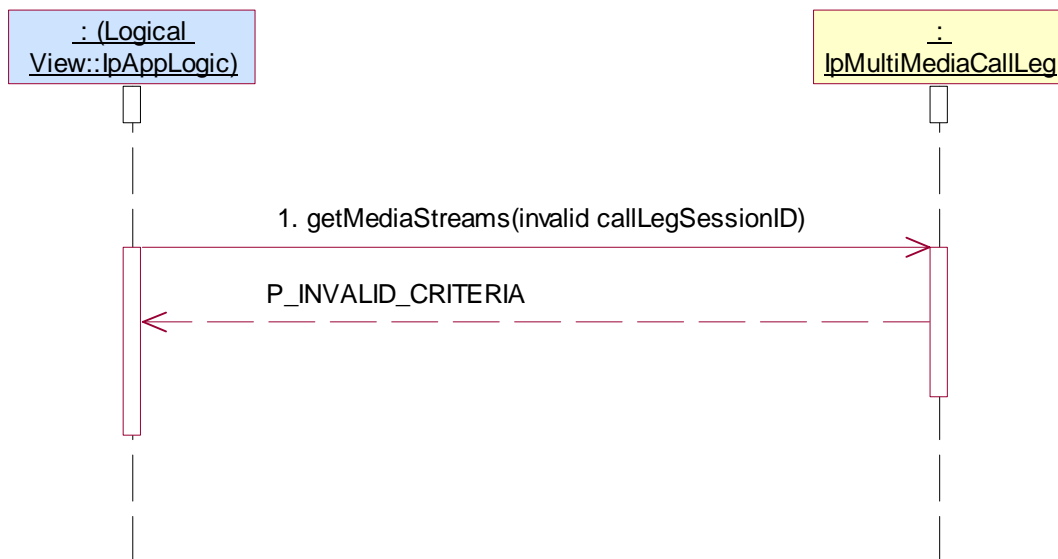 : (Logical
View::IpAppLogic)
:
IpMultiMediaCallLeg
1. getMediaStreams(invalid callLegSessionID)
P_INVALID_CRITERIA